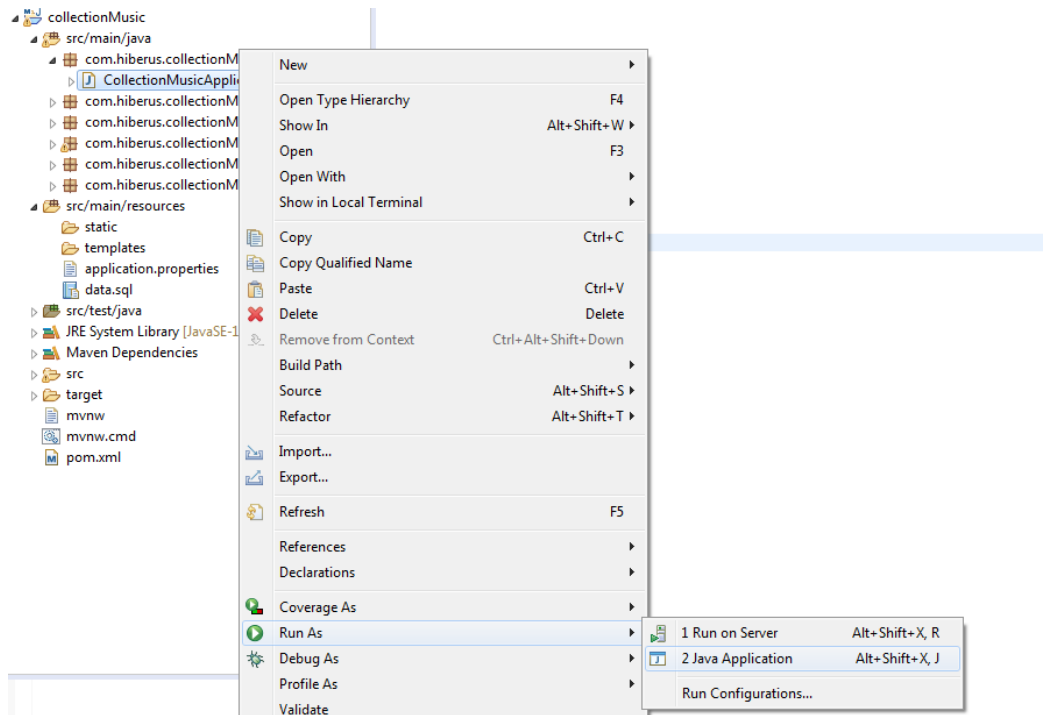 collectionMusic
src/main/java
com.hiberus.collectionM
CollectionMusicAppli
com.hiberus.collectionM
com.hiberus.collectionM
com.hiberus.collectionM
com.hiberus.collectionM
com.hiberus.collectionM
src/main/resources
static
templates
application.properties
data.sql
src/test/java
JRE System Library [JavaSE-1
Maven Dependencies
src
target
mvnw
mvnw.cmd
pom.xml
New
Open Type Hierarchy F4
Show In Alt+Shift+W
Open F3
Open With
Show in Local Terminal
Copy Ctrl+C
Copy Qualified Name
Paste Ctrl+V
Delete Delete
Remove from Context Ctrl+Alt+Shift+Down
Build Path
Source Alt+Shift+S
Refactor Alt+Shift+T
Import...
Export...
Refresh F5
References
Declarations
Coverage As
Run As
Debug As
Profile As
Validate
1 Run on Server Alt+Shift+X, R
2 Java Application Alt+Shift+X, J
Run Configurations...